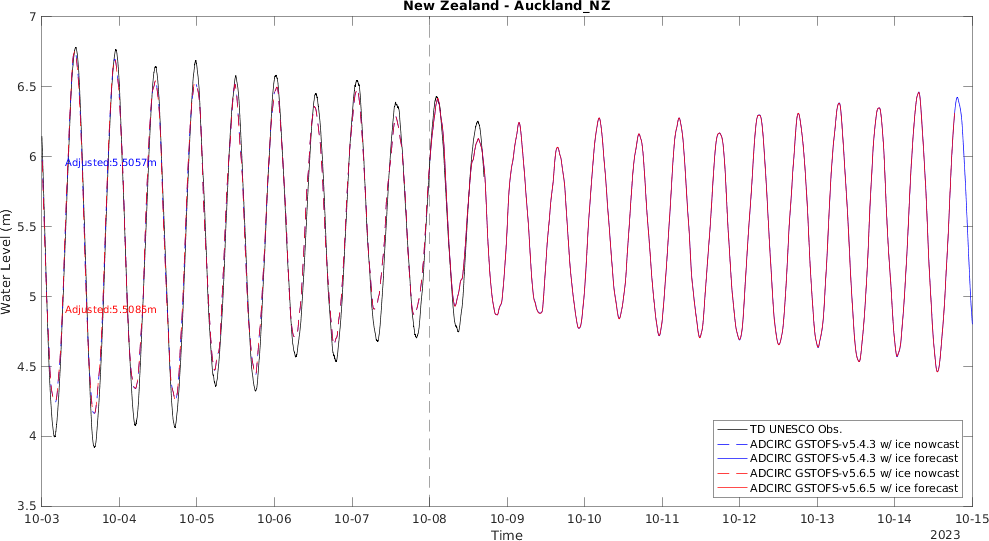 New Zealand - Auckland_NZ
7
6.5
6
5.5
5
4.5
4
3.5
Water Level (m)
Adjusted:5.5057m
Adjusted:5.5085m
TD UNESCO Obs.
ADCIRC GSTOFS-v5.4.3 w/ ice nowcast
ADCIRC GSTOFS-v5.4.3 w/ ice forecast
ADCIRC GSTOFS-v5.6.5 w/ ice nowcast
ADCIRC GSTOFS-v5.6.5 w/ ice forecast
10-03 10-04 10-05 10-06 10-07 10-08 10-09 10-10 10-11 10-12 10-13 10-14 10-15
Time
2023